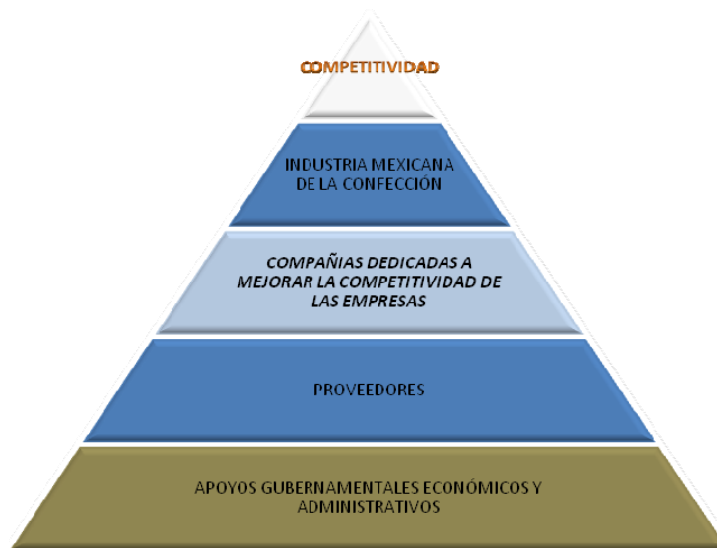 COMPETITIVIDAD
INDUSTRIA MEXICANA
DE LA CONFECCIÓN
COMPAÑIAS DEDICADAS A
MEJORAR LA COMPETITIVIDAD DE
LAS EMPRESAS
PROVEEDORES
APOYOS GUBERNAMENTALES ECONÓMICOS Y
ADMINISTRATIVOS